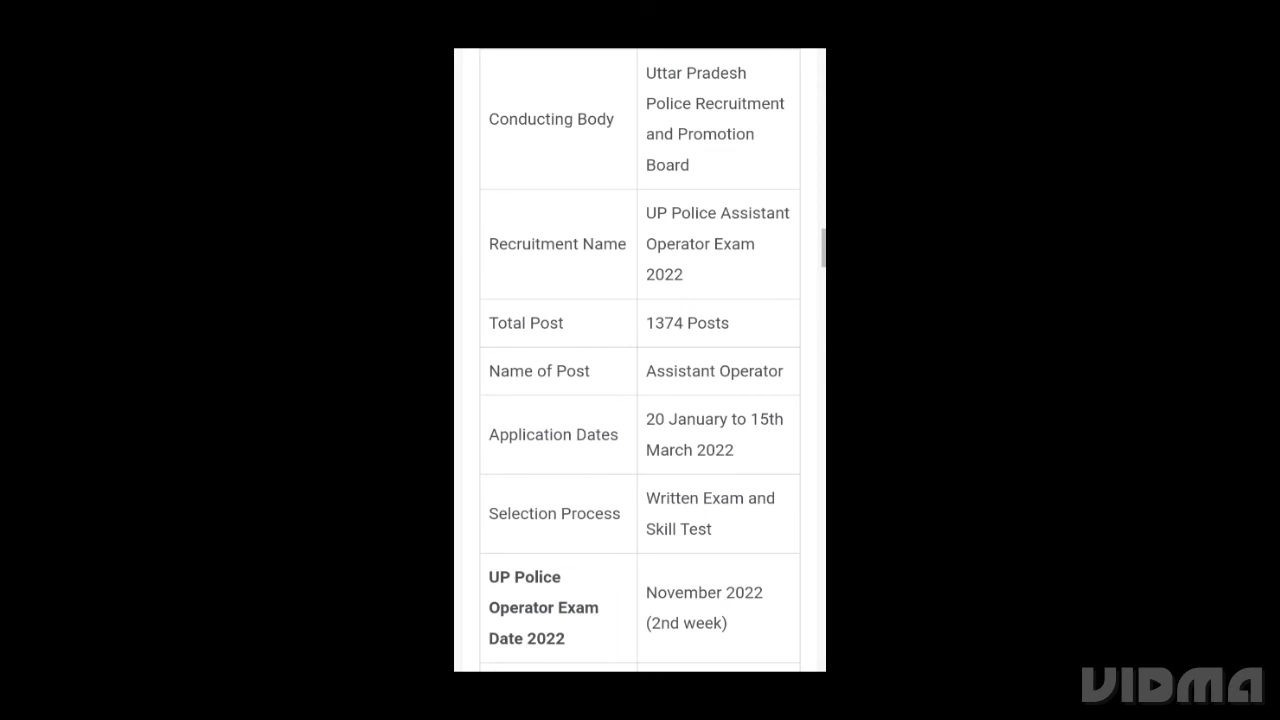 Conducting Body
Uttar Pradesh
Police Recruitment
and Promotion
Board
Recruitment Name
UP Police Assistant
Operator Exam
2022
Total Post
1374 Posts
Name of Post
Assistant Operator
Application Dates
20 January to 15th
March 2022
Selection Process
Written Exam and
Skill Test
UP Police
Operator Exam
Date 2022
November 2022
(2nd week)
VIDMA